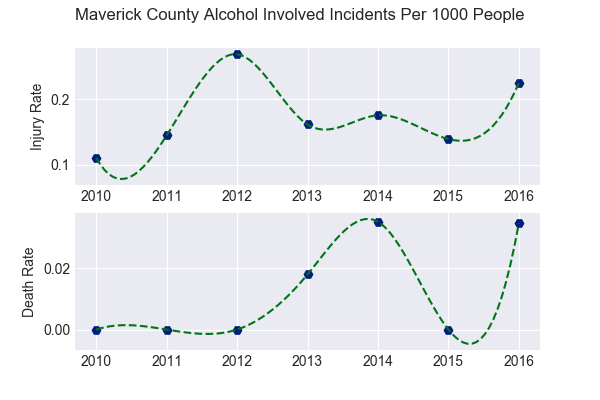 Maverick County Alcohol Involved Incidents Per 1000 People
Injury Rate
0.2
0.1
2010 2011 2012 2013 2014 2015 2016
Death Rate
0.02
0.00
2010 2011 2012 2013 2014 2015 2016